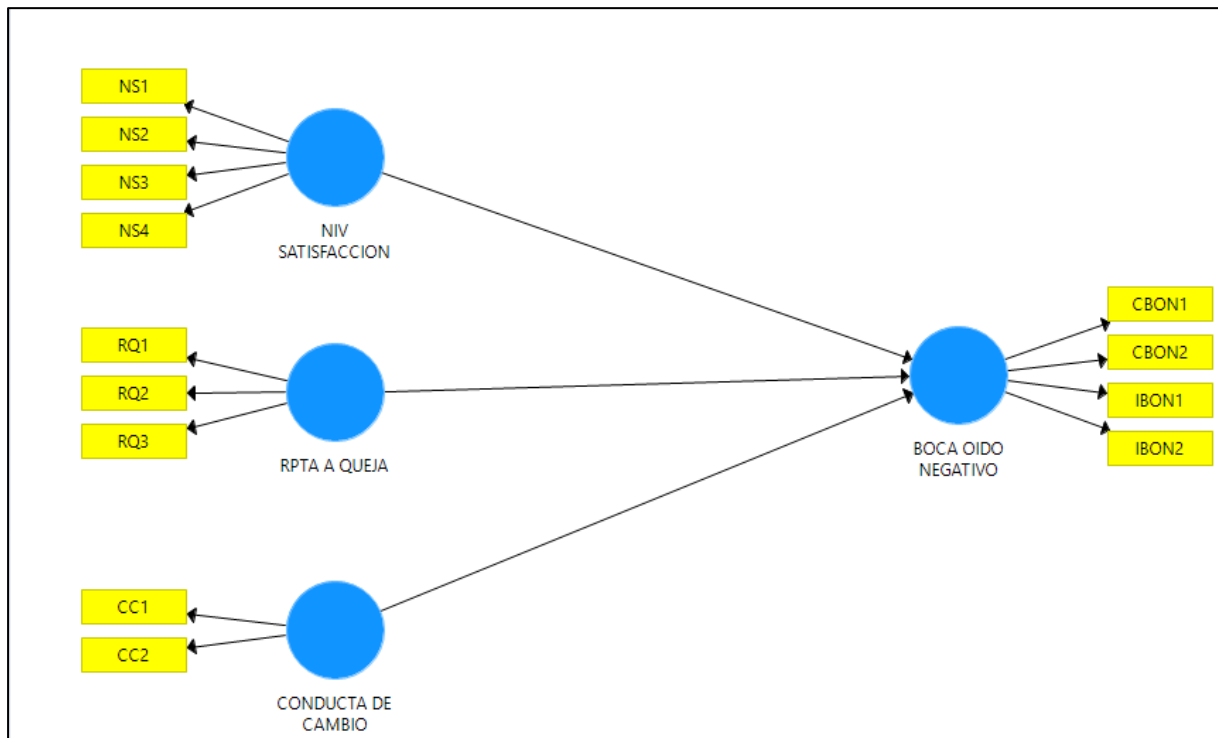 NS1
NS2
NS3
NS4
NIV
SATISFACCION
RQ1
RQ2
RQ3
RPTA A QUEJA
CC1
CC2
CONDUCTA DE
CAMBIO
CBON1
CBON2
IBON1
IBON2
BOCA OIDO
NEGATIVO